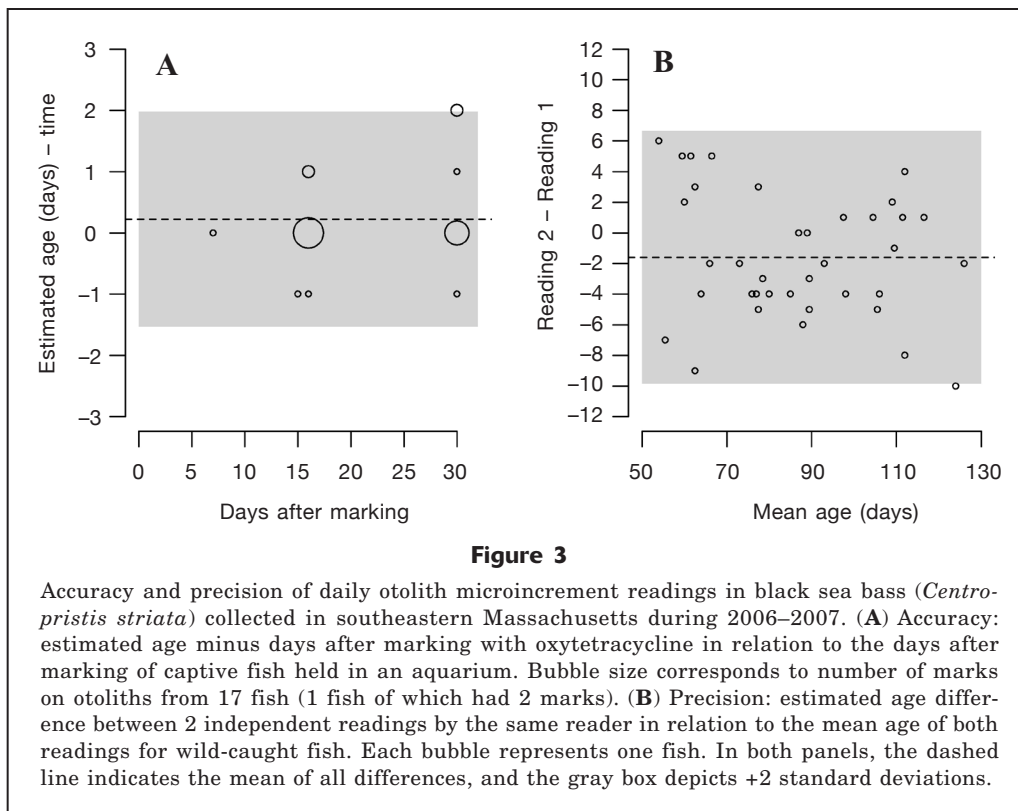 A
3
2
1
0
−1
−2
−3
Estimated age (days) – time
0 5 10 15 20 25 30
Days after marking
B
12
10
8
6
4
2
0
−2
−4
−6
−8
−10
−12
Reading 2 – Reading 1
50 70 90 110 130
Mean age (days)
Figure 3
Accuracy and precision of daily otolith microincrement readings in black sea bass (Centro-
pristis striata) collected in southeastern Massachusetts during 2006–2007. (A) Accuracy:
estimated age minus days after marking with oxytetracycline in relation to the days after
marking of captive fish held in an aquarium. Bubble size corresponds to number of marks
on otoliths from 17 fish (1 fish of which had 2 marks). (B) Precision: estimated age differ-
ence between 2 independent readings by the same reader in relation to the mean age of both
readings for wild-caught fish. Each bubble represents one fish. In both panels, the dashed
line indicates the mean of all differences, and the gray box depicts +2 standard deviations.